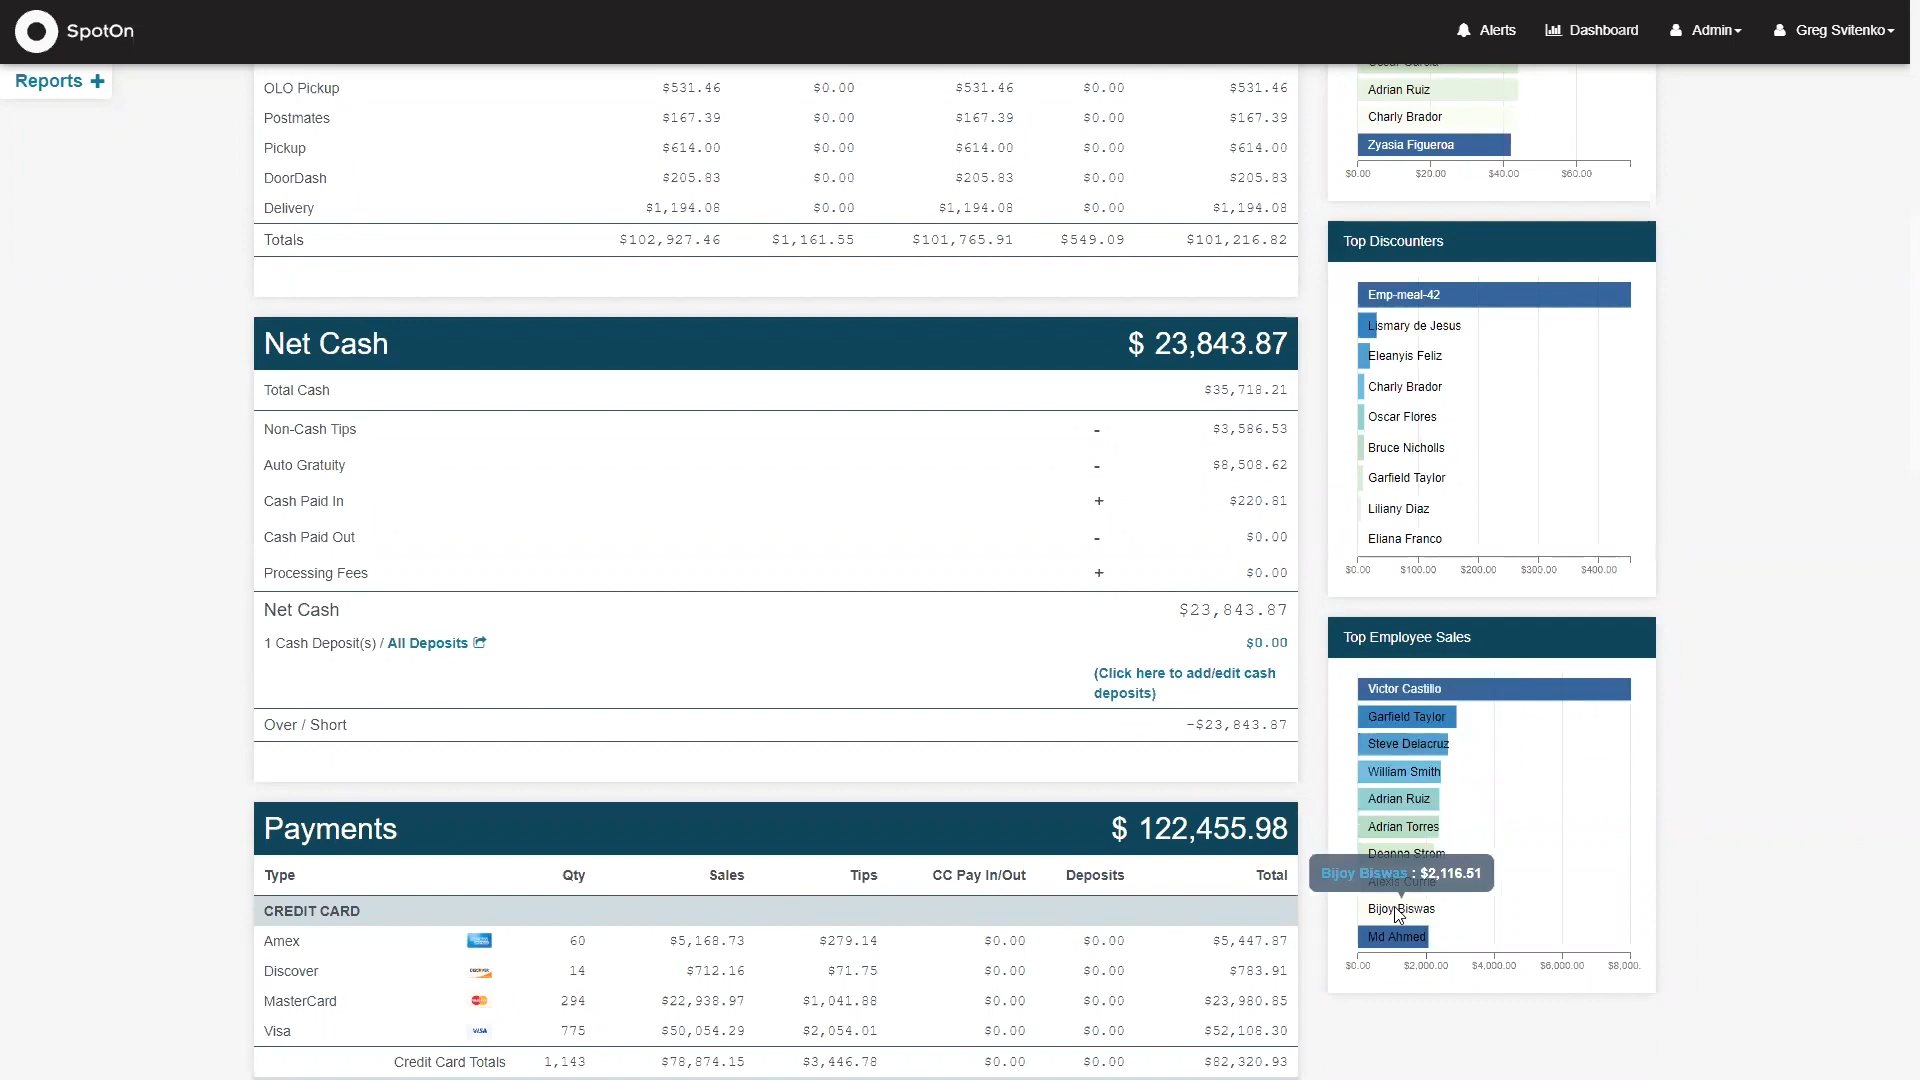 SpotOn
Alerts
Dashboard
Admin
Greg Svitenko
Reports +
OLO Pickup $531.46 $0.00 $531.46 $0.00 $531.46
Postmates $167.39 $0.00 $167.39 $0.00 $167.39
Pickup $614.00 $0.00 $614.00 $0.00 $614.00
DoorDash $205.83 $0.00 $205.83 $0.00 $205.83
Delivery $1,194.08 $0.00 $1,194.08 $0.00 $1,194.08
Totals $102,927.46 $1,161.55 $101,765.91 $549.09 $101,216.82
Net Cash $ 23,843.87
Total Cash $35,718.21
Non-Cash Tips - $3,586.53
Auto Gratuity - $8,508.62
Cash Paid In + $220.81
Cash Paid Out - $0.00
Processing Fees + $0.00
Net Cash $23,843.87
1 Cash Deposit(s) / All Deposits $0.00
(Click here to add/edit cash
deposits)
Over / Short -$23,843.87
Payments $ 122,455.98
Type Qty Sales Tips CC Pay In/Out Deposits Total
CREDIT CARD
Amex 60 $5,168.73 $279.14 $0.00 $0.00 $5,447.87
Discover DISCOVER 14 $712.16 $71.75 $0.00 $0.00 $783.91
MasterCard 294 $22,938.97 $1,041.88 $0.00 $0.00 $23,980.85
Visa VISA 775 $50,054.29 $2,054.01 $0.00 $0.00 $52,108.30
Credit Card Totals 1,143 $78,874.15 $3,446.78 $0.00 $0.00 $82,320.93
Adrian Ruiz
Charly Brador
Zyasia Figueroa
$0.00 $20.00 $40.00 $60.00
Top Discounters
Emp-meal-42
Lismary de Jesus
Eleanyis Feliz
Charly Brador
Oscar Flores
Bruce Nicholls
Garfield Taylor
Liliany Diaz
Eliana Franco
$0.00 $100.00 $200.00 $300.00 $400.00
Top Employee Sales
Victor Castillo
Garfield Taylor
Steve Delacruz
William Smith
Adrian Ruiz
Adrian Torres
Deanna Strom
Bijoy Biswas : $2,116.51
Bijoy Biswas
Md Ahmed
$0.00 $2,000.00 $4,000.00 $6,000.00 $8,000.